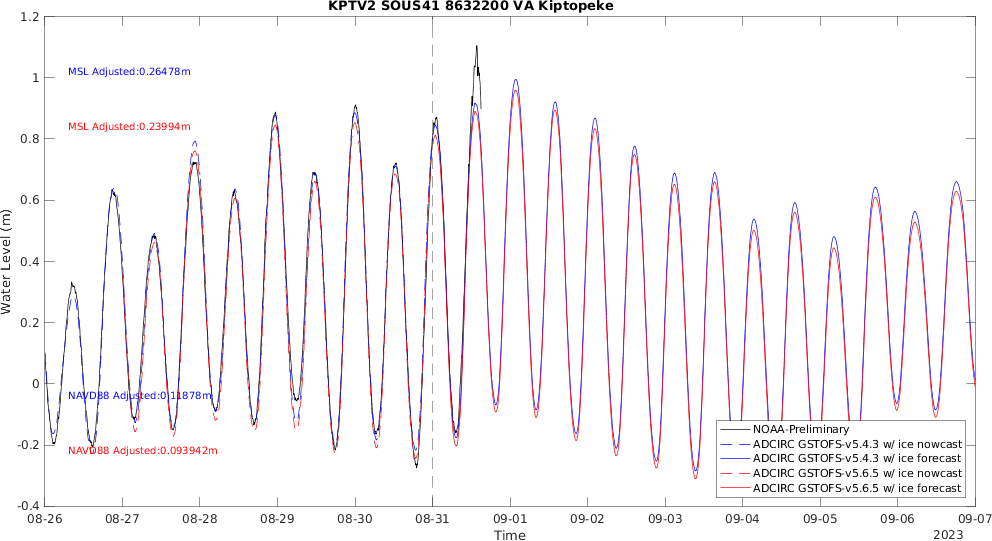 KPTV2 SOUS41 8632200 VA Kiptopeke
1.2
1
0.8
0.6
0.4
0.2
0
-0.2
-0.4
Water Level (m)
MSL Adjusted:0.26478m
MSL Adjusted:0.23994m
NAVD88 Adjusted:0.11878m
NAVD88 Adjusted:0.093942m
NOAA-Preliminary
ADCIRC GSTOFS-v5.4.3 w/ ice nowcast
ADCIRC GSTOFS-v5.4.3 w/ ice forecast
ADCIRC GSTOFS-v5.6.5 w/ ice nowcast
ADCIRC GSTOFS-v5.6.5 w/ ice forecast
08-26 08-27 08-28 08-29 08-30 08-31 09-01 09-02 09-03 09-04 09-05 09-06 09-07
Time
2023